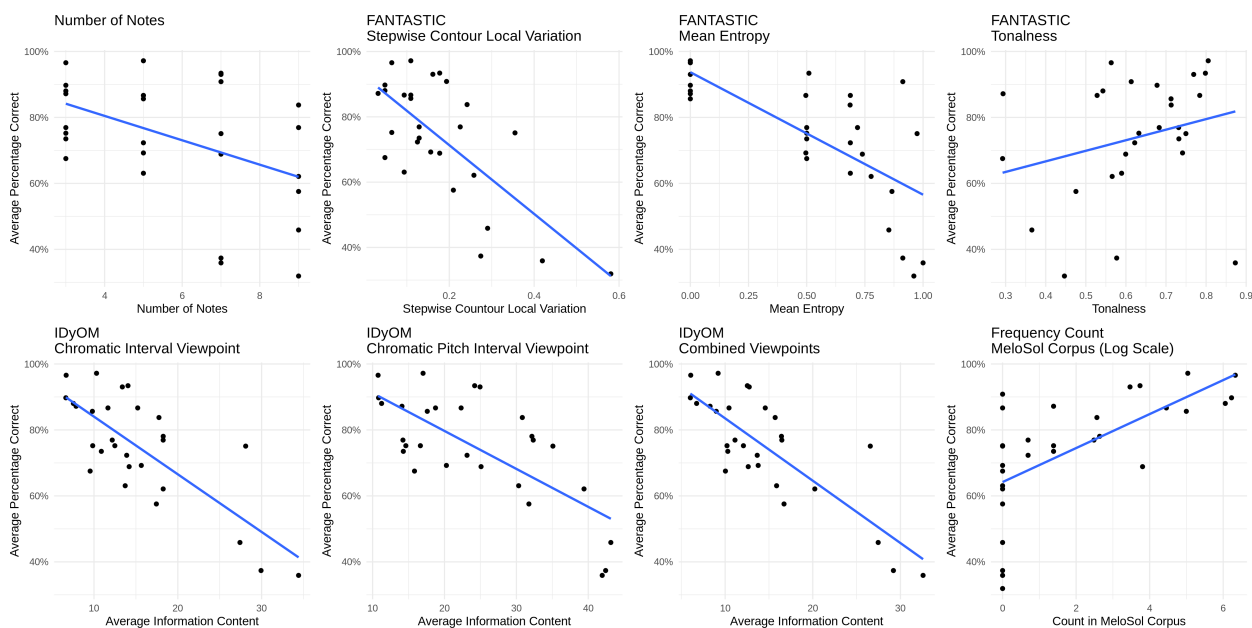 Number of Notes
Average Percentage Correct
100%
80%
60%
40%
4 6 8
Number of Notes
FANTASTIC
Stepwise Contour Local Variation
Average Percentage Correct
100%
80%
60%
40%
0.2 0.4 0.6
Stepwise Countour Local Variation
FANTASTIC
Mean Entropy
Average Percentage Correct
100%
80%
60%
40%
0.00 0.25 0.50 0.75 1.00
Mean Entropy
FANTASTIC
Tonalness
Average Percentage Correct
100%
80%
60%
40%
0.3 0.4 0.5 0.6 0.7 0.8 0.9
Tonalness
IDyOM
Chromatic Interval Viewpoint
Average Percentage Correct
100%
80%
60%
40%
10 20 30
Average Information Content
IDyOM
Chromatic Pitch Interval Viewpoint
Average Percentage Correct
100%
80%
60%
40%
10 20 30 40
Average Information Content
IDyOM
Combined Viewpoints
Average Percentage Correct
100%
80%
60%
40%
10 20 30
Average Information Content
Frequency Count
MeloSol Corpus (Log Scale)
Average Percentage Correct
100%
80%
60%
40%
0 2 4 6
Count in MeloSol Corpus